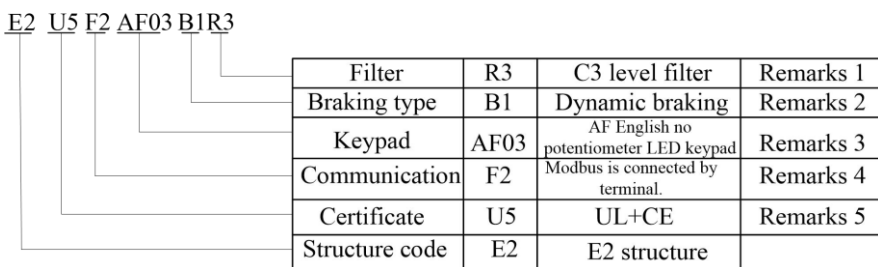 E2 U5 F2 AF03 B1R3
Filter R3 C3 level filter Remarks 1
Braking type B1 Dynamic braking Remarks 2
Keypad AF03 AF English no potentiometer LED keypad Remarks 3
Communication F2 Modbus is connected by terminal. Remarks 4
Certificate U5 UL+CE Remarks 5
Structure code E2 E2 structure